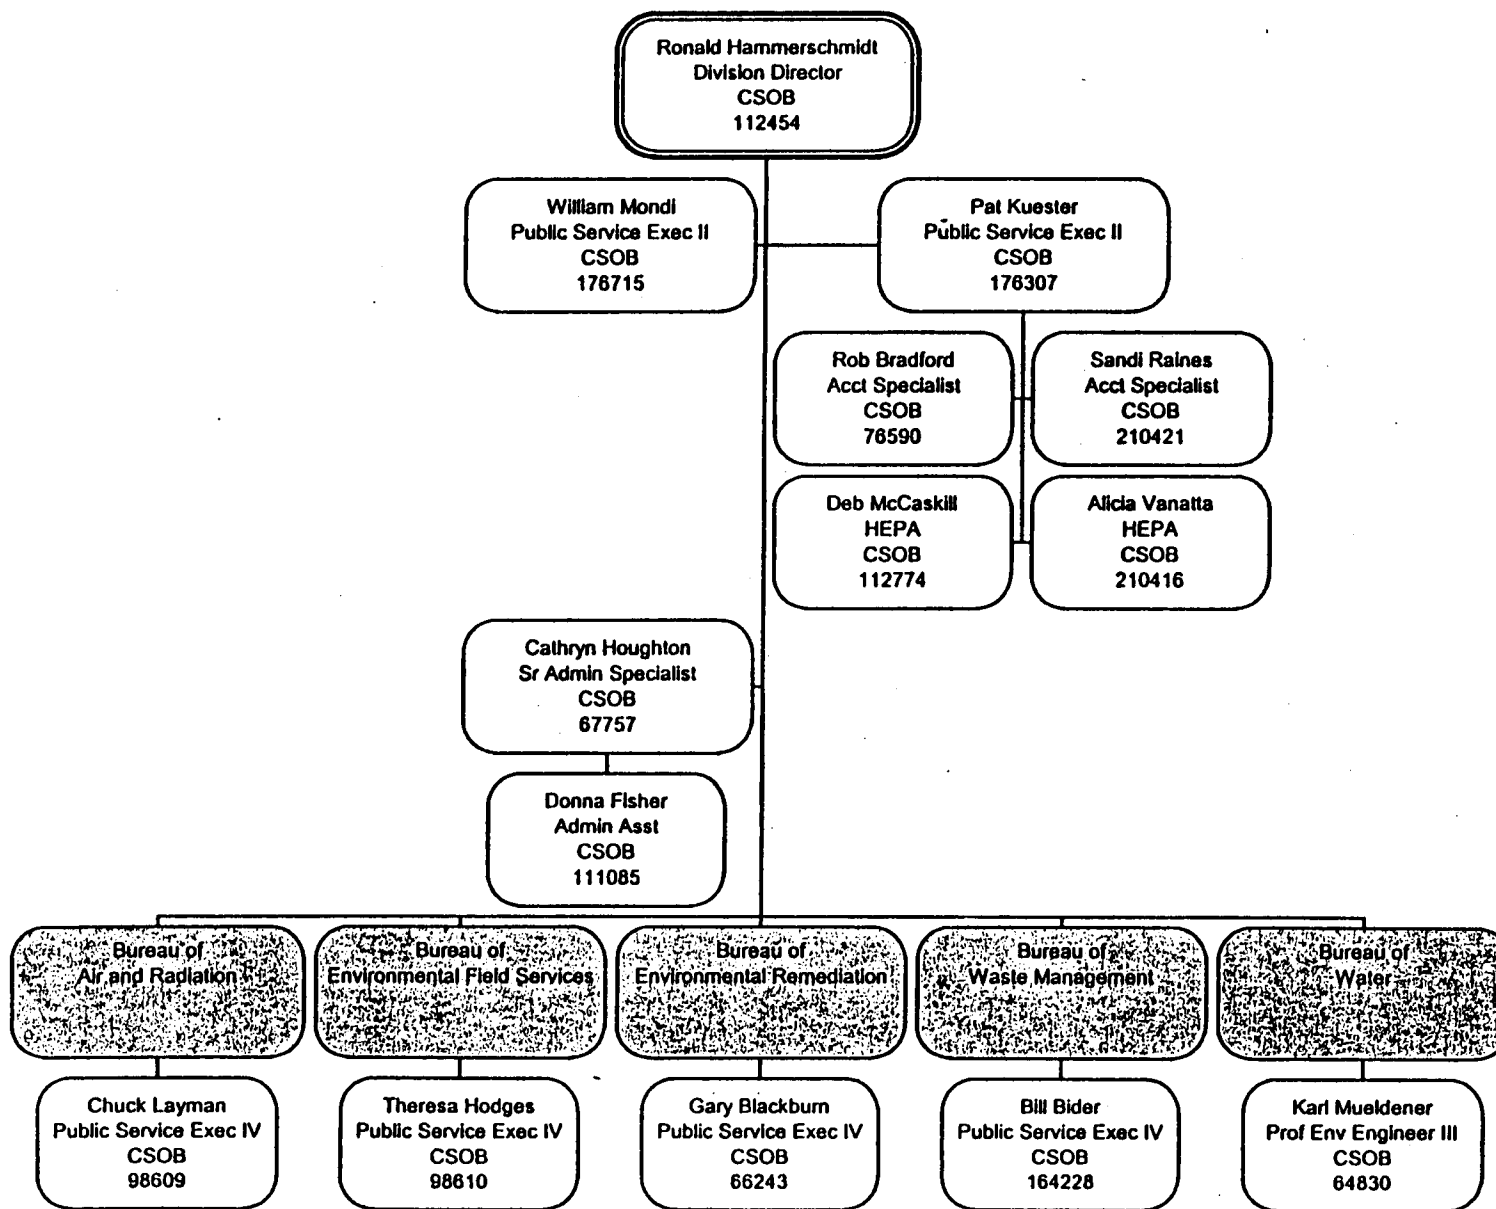 Ronald Hammerschmidt
Division Director
CSOB
112454
William Mondi
Public Service Exec II
CSOB
176715
Pat Kuester
Public Service Exec II
CSOB
176307
Rob Bradford
Acct Specialist
CSOB
76590
Sandi Raines
Acct Specialist
CSOB
210421
Deb McCaskill
HEPA
CSOB
112774
Alicia Vanatta
HEPA
CSOB
210416
Cathryn Houghton
Sr Admin Specialist
CSOB
67757
Donna Fisher
Admin Asst
CSOB
111085
Bureau of
Air and Radiation
Bureau of
Environmental Field Services
Bureau of
Environmental Remediation
Bureau of
Waste Management
Bureau of
Water
Chuck Layman
Public Service Exec IV
CSOB
98609
Theresa Hodges
Public Service Exec IV
CSOB
98610
Gary Blackburn
Public Service Exec IV
CSOB
66243
Bill Bider
Public Service Exec IV
CSOB
164228
Karl Mueldener
Prof Env Engineer III
CSOB
64830